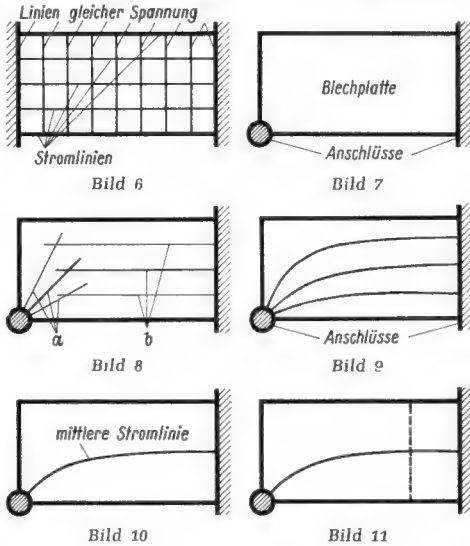 Linien gleicher Spannung
Stromlinien
Bild 6
Blechplatte
Anschlüsse
Bild 7
a
b
Bild 8
Anschlüsse
Bild 9
mittlere Stromlinie
Bild 10
Bild 11